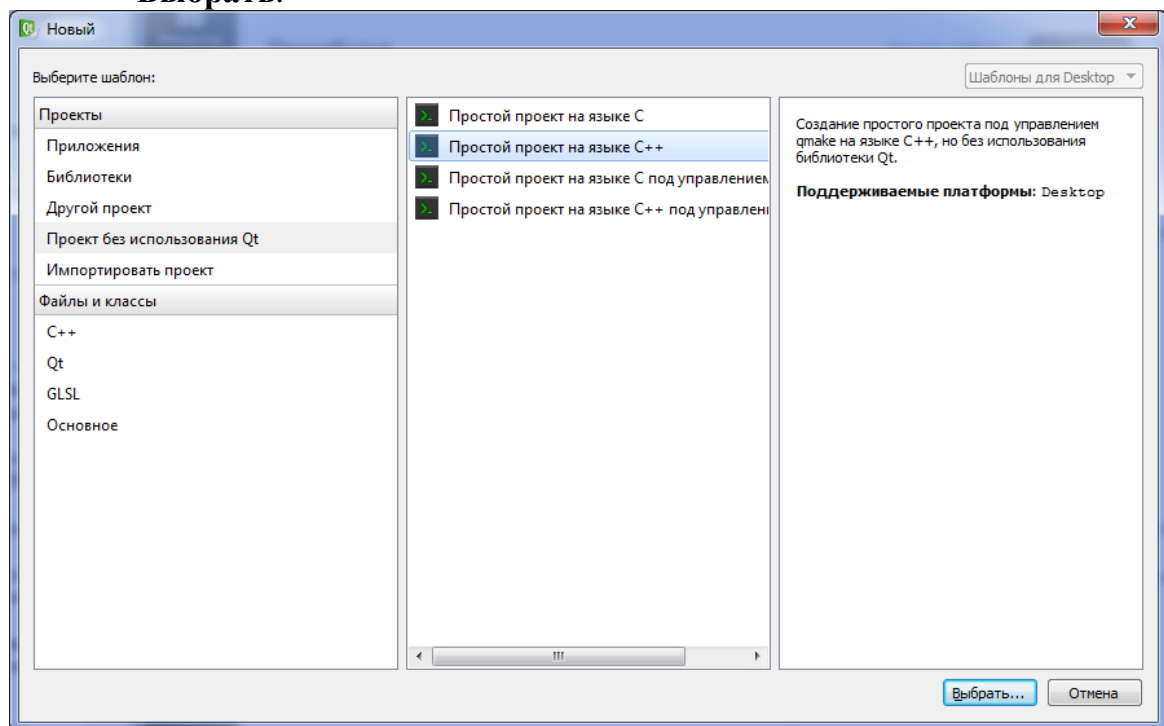 Выбрать.
Новый
Выберите шаблон:
Шаблоны для Desktop
Проекты
Приложения
Библиотеки
Другой проект
Проект без использования Qt
Импортировать проект
Файлы и классы
C++
Qt
GLSL
Основное
Простой проект на языке C
Простой проект на языке C++
Простой проект на языке C под управлением
Простой проект на языке C++ под управлени
Создание простого проекта под управлением
qmake на языке C++, но без использования
библиотеки Qt.
Поддерживаемые платформы: Desktop
Выбрать...
Отмена